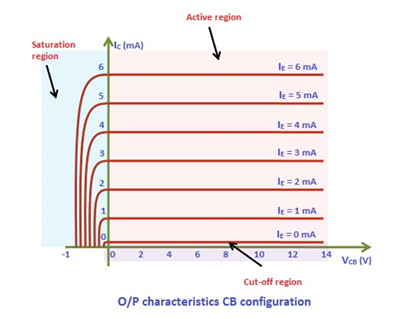 Active region
Saturation
region
IC (mA)
6
IE = 6 mA
5
IE = 5 mA
4
IE = 4 mA
3
IE = 3 mA
2
IE = 2 mA
1
IE = 1 mA
0
IE = 0 mA
-1 0 2 4 6 8 10 12 14
VCB (V)
Cut-off region
O/P characteristics CB configuration